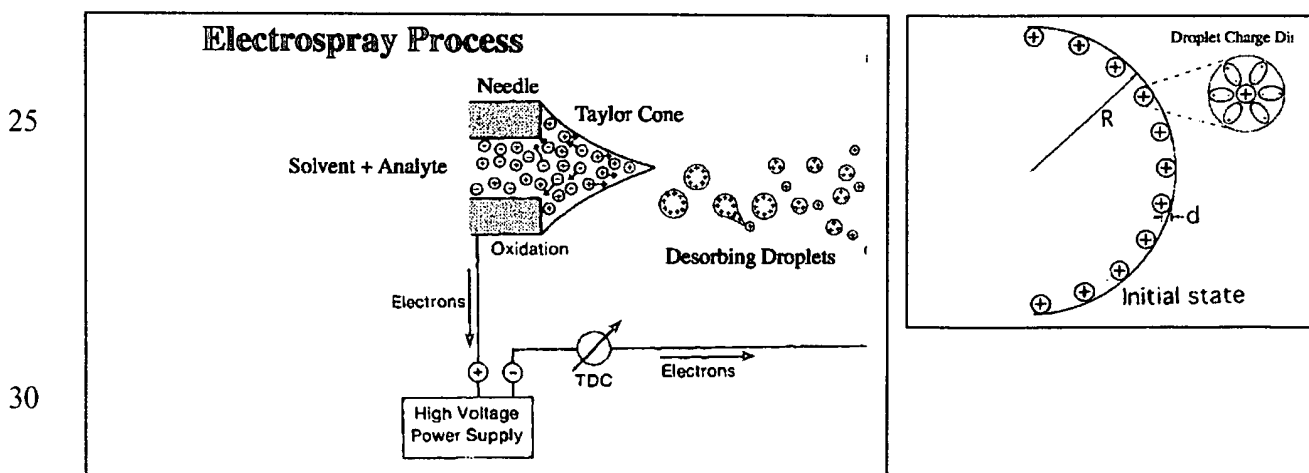 Electrospray Process
Needle
25
Taylor Cone
Solvent + Analyte
Oxidation
Desorbing Droplets
Electrons
TDC
Electrons
30
High Voltage
Power Supply
Droplet Charge
R
d
Initial state